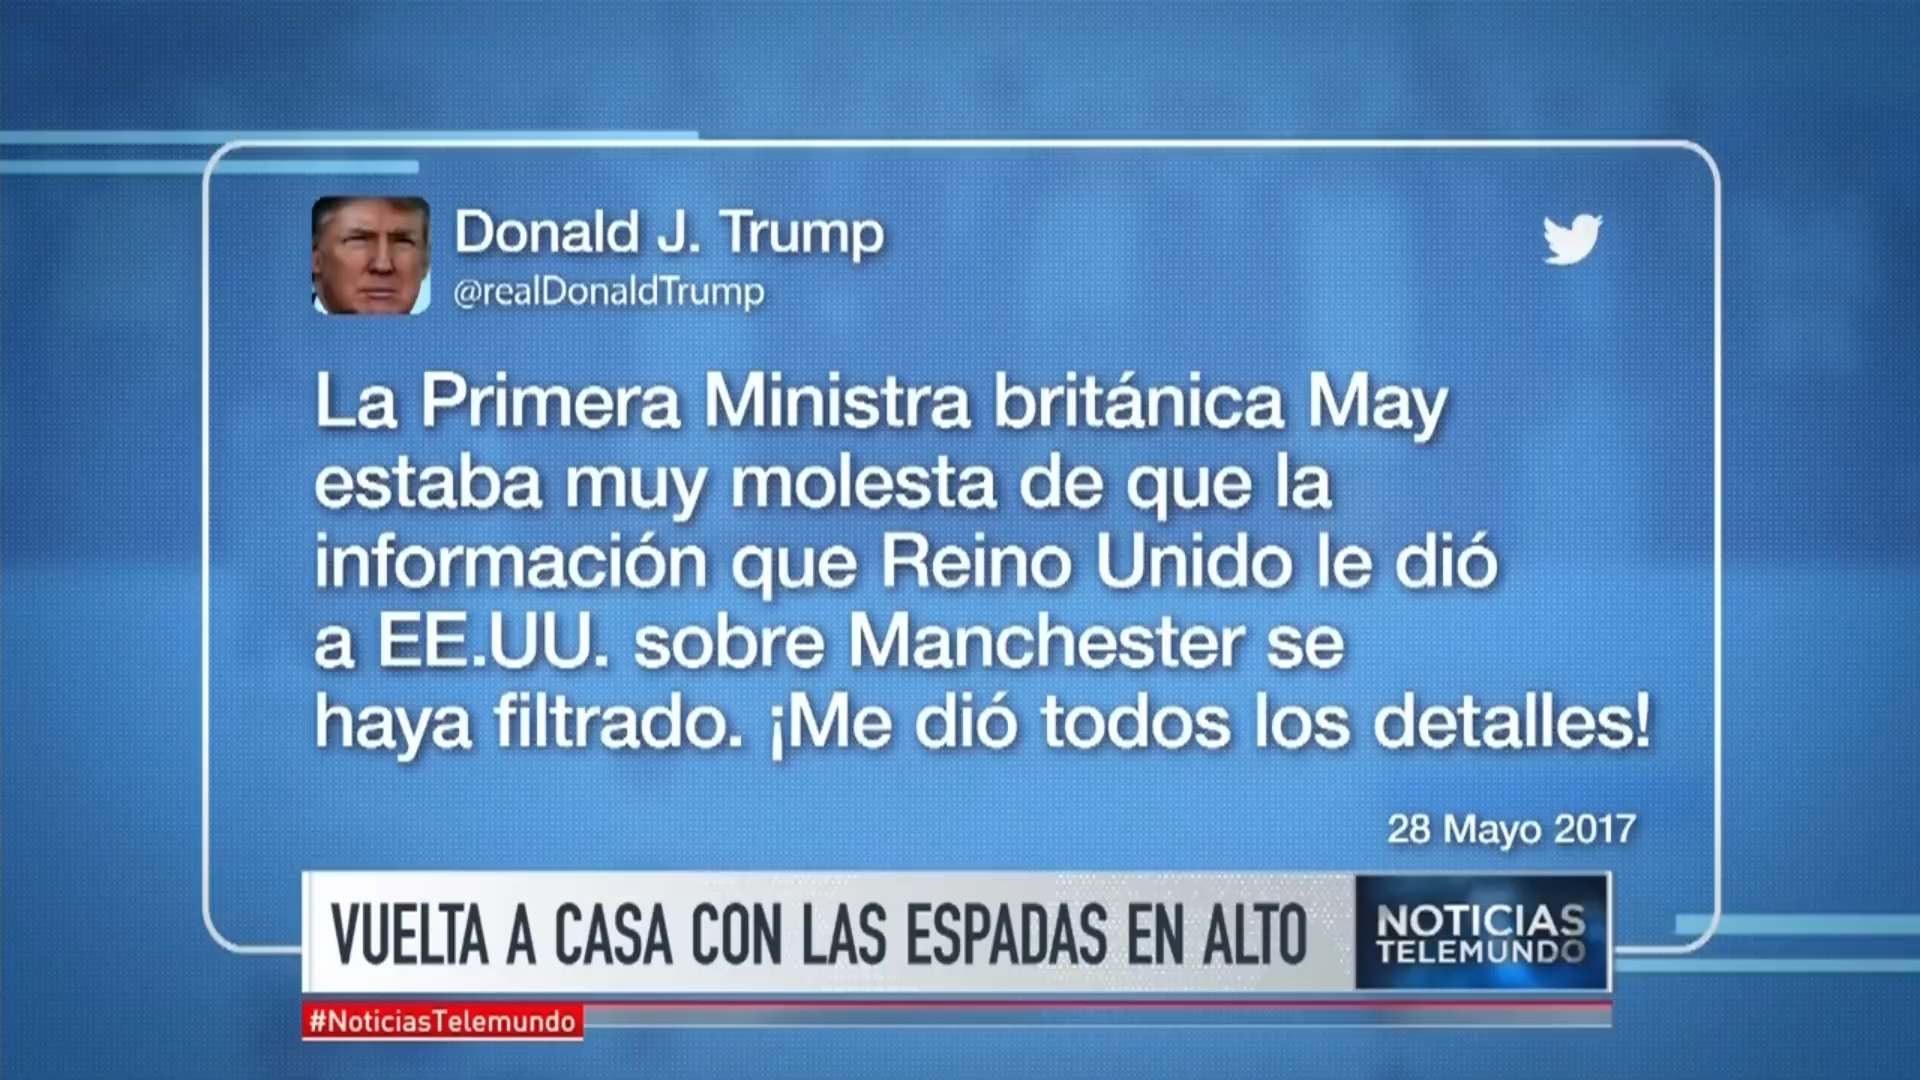 Donald J. Trump
@realDonaldTrump
La Primera Ministra británica May
estaba muy molesta de que la
información que Reino Unido le dió
a EE.UU. sobre Manchester se
haya filtrado. ¡Me dió todos los detalles!
28 Mayo 2017
VUELTA A CASA CON LAS ESPADAS EN ALTO
NOTICIAS
TELEMUNDO
#NoticiasTelemundo